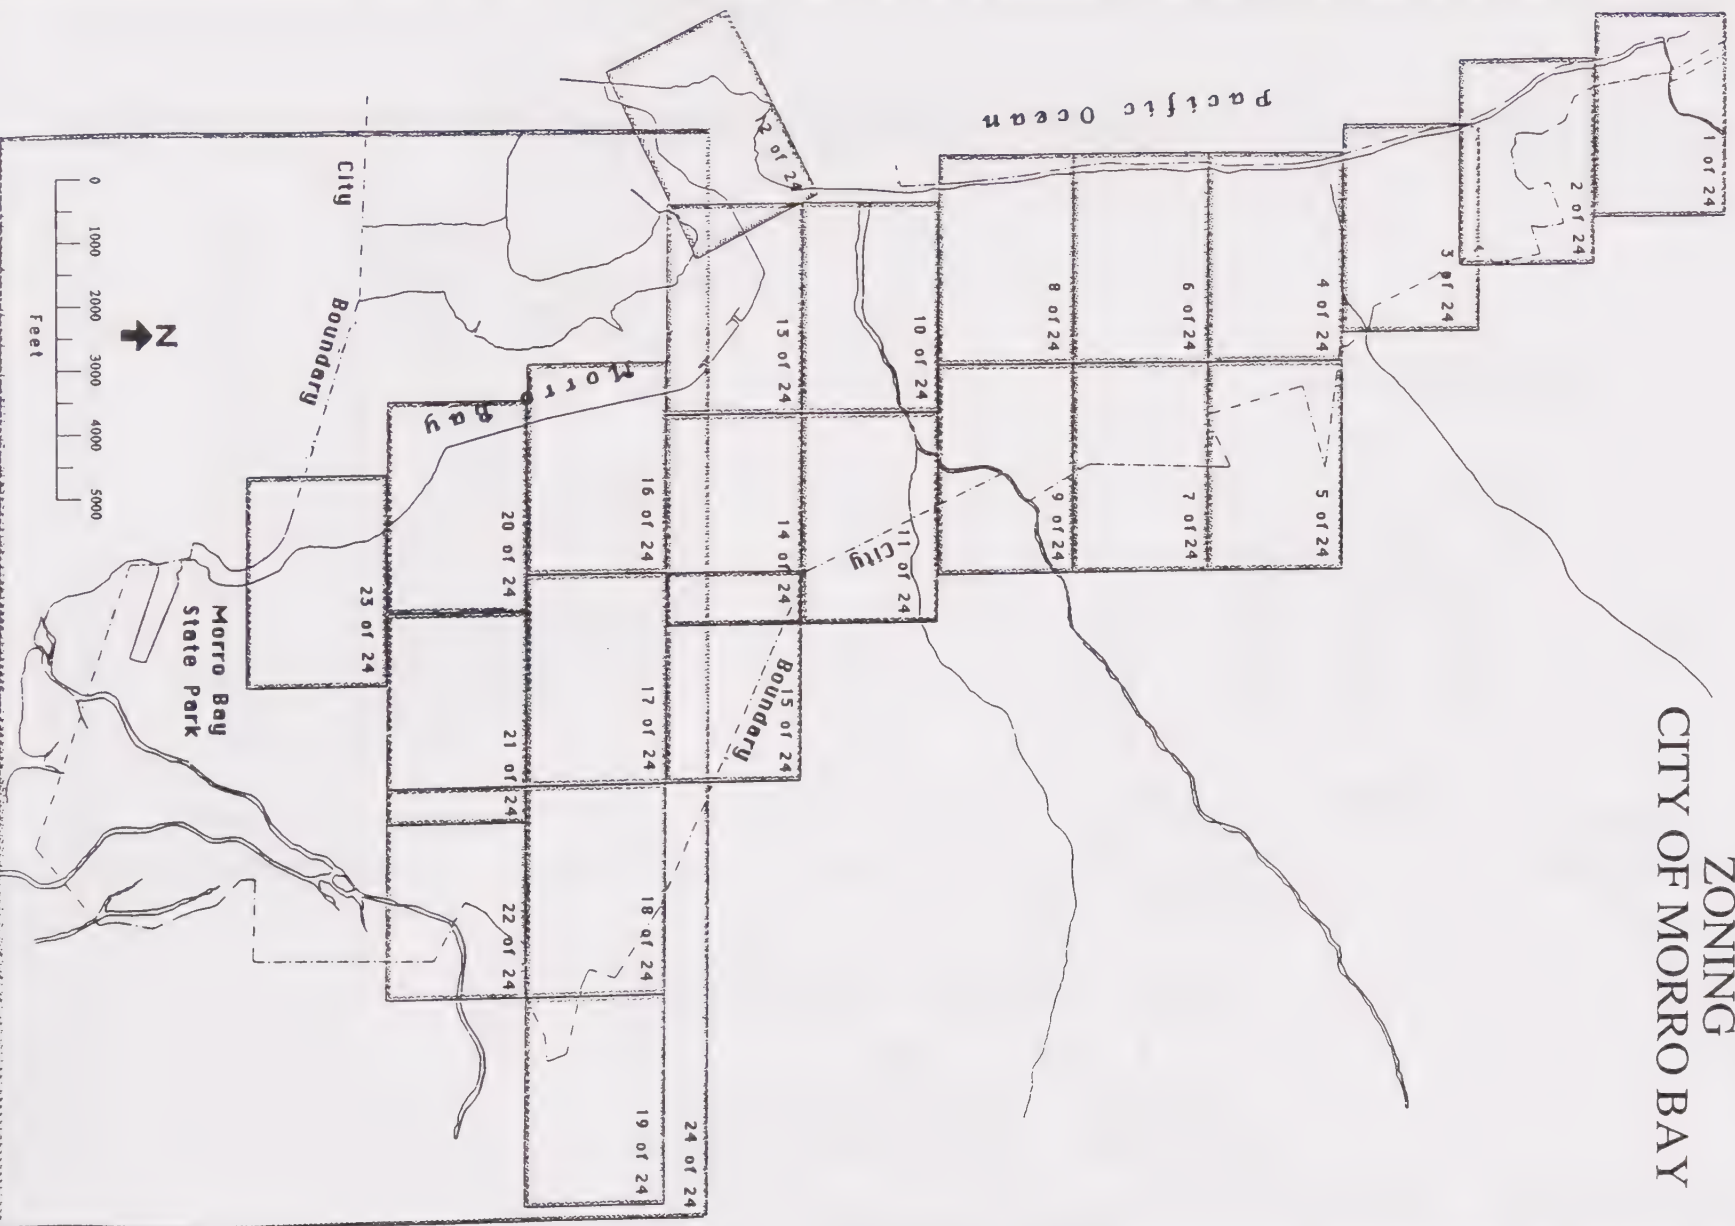 ZONING
CITY OF MORRO BAY
1 of 24
2 of 24
3 of 24
Pacific Ocean
4 of 24
5 of 24
6 of 24
7 of 24
8 of 24
9 of 24
10 of 24
11 of 24
City
12 of 24
13 of 24
14 of 24
15 of 24
Boundary
Morro Bay
16 of 24
17 of 24
18 of 24
19 of 24
24 of 24
20 of 24
21 of 24
22 of 24
23 of 24
City
Boundary
Morro Bay
State Park
N
0 1000 2000 3000 4000 5000
Feet